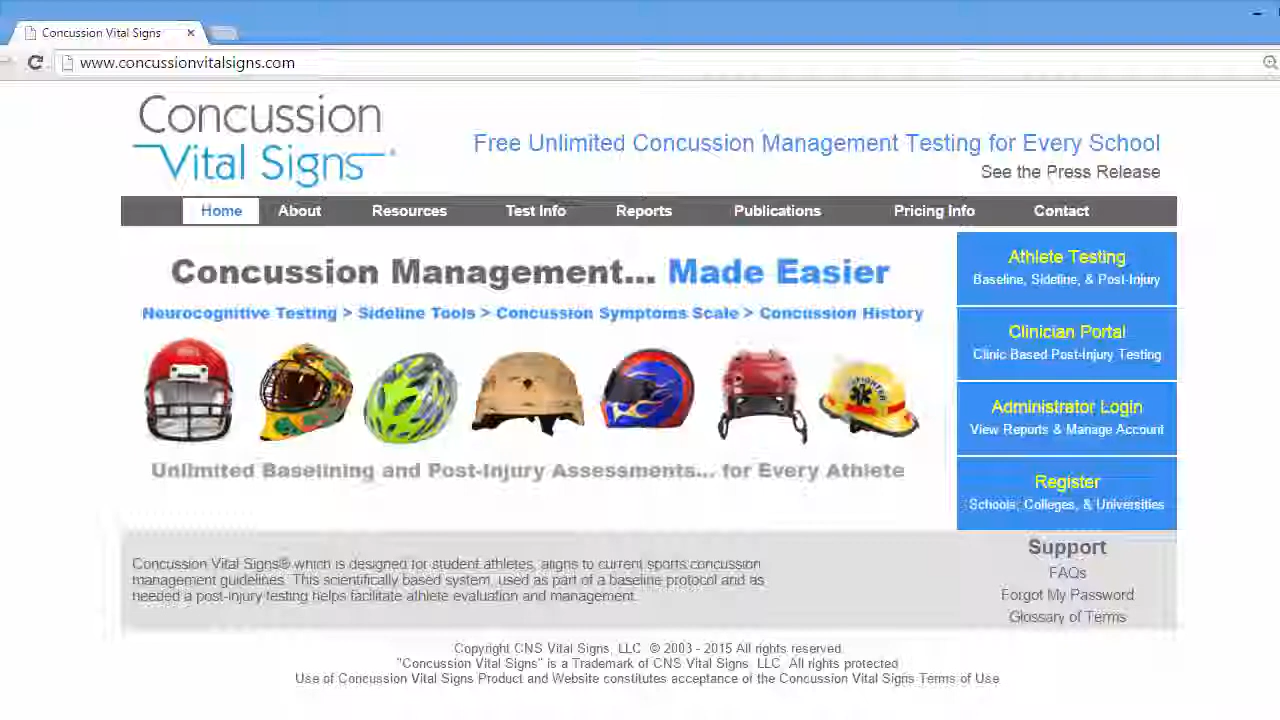 Concussion Vital Signs
www.concussionvitalsigns.com
Concussion
Vital Signs
Free Unlimited Concussion Management Testing for Every School
See the Press Release
Home About Resources Test Info Reports Publications Pricing Info Contact
Concussion Management... Made Easier
Neurocognitive Testing > Sideline Tools > Concussion Symptoms Scale > Concussion History
Unlimited Baselining and Post-Injury Assessments... for Every Athlete
Athlete Testing
Baseline, Sideline, & Post-Injury
Clinician Portal
Clinic Based Post-Injury Testing
Administrator Login
View Reports & Manage Account
Register
Schools, Colleges, & Universities
Concussion Vital Signs® which is designed for student athletes, aligns to current sports concussion
management guidelines. This scientifically based system, used as part of a baseline protocol and as
needed a post-injury testing helps facilitate athlete evaluation and management.
Support
FAQs
Forgot My Password
Glossary of Terms
Copyright CNS Vital Signs, LLC. © 2003 - 2015 All rights reserved.
"Concussion Vital Signs" is a Trademark of CNS Vital Signs, LLC. All rights protected
Use of Concussion Vital Signs Product and Website constitutes acceptance of the Concussion Vital Signs Terms of Use